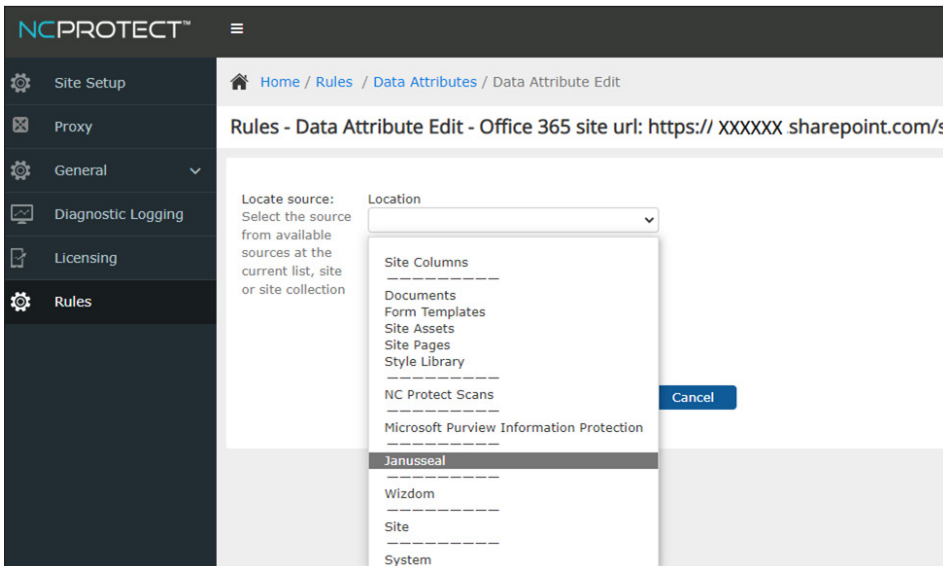 NCPROTECT™
Site Setup
Proxy
General
Diagnostic Logging
Licensing
Rules
Home / Rules / Data Attributes / Data Attribute Edit
Rules - Data Attribute Edit - Office 365 site url: https:// XXXXXX sharepoint.com/s
Locate source:
Select the source
from available
sources at the
current list, site
or site collection
Location
Site Columns
—————————
Documents
Form Templates
Site Assets
Site Pages
Style Library
—————————
NC Protect Scans
—————————
Microsoft Purview Information Protection
—————————
Janusseal
—————————
Wizdom
—————————
Site
—————————
System
Cancel